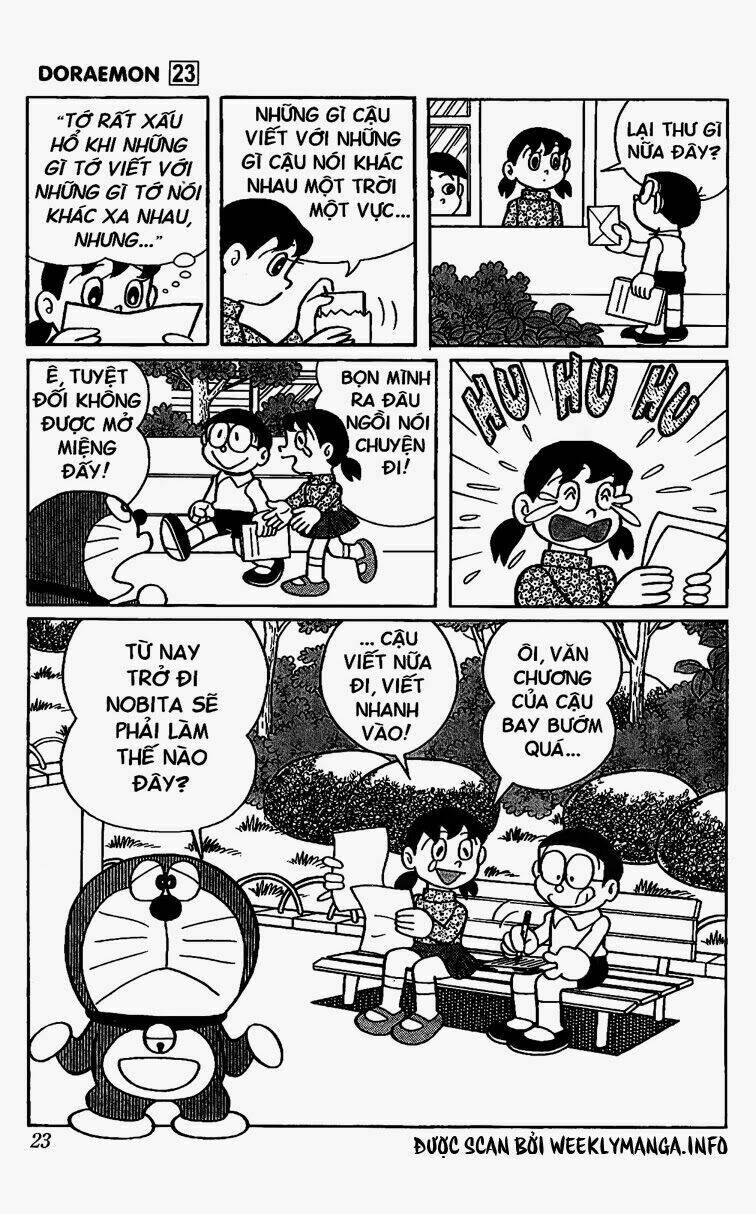 DORAEMON 23
LẠI THƯ GÌ
NỮA ĐÂY?
NHỮNG GÌ CẬU
VIẾT VỚI NHỮNG
GÌ CẬU NÓI KHÁC
NHAU MỘT TRỜI
MỘT VỰC...
"TỚ RẤT XẤU
HỔ KHI NHỮNG
GÌ TỚ VIẾT VỚI
NHỮNG GÌ TỚ NÓI
KHÁC XA NHAU,
NHƯNG..."
HU HU HU
BỌN MÌNH
RA ĐÂU
NGỒI NÓI
CHUYỆN
ĐI!
Ê, TUYỆT
ĐỐI KHÔNG
ĐƯỢC MỞ
MIỆNG
ĐẤY!
ÔI, VĂN
CHƯƠNG
CỦA CẬU
BAY BƯỚM
QUÁ...
... CẬU
VIẾT NỮA
ĐI, VIẾT
NHANH
VÀO!
TỪ NAY
TRỞ ĐI
NOBITA SẼ
PHẢI LÀM
THẾ NÀO
ĐÂY?
23
ĐƯỢC SCAN BỞI WEEKLYMANGA.INFO